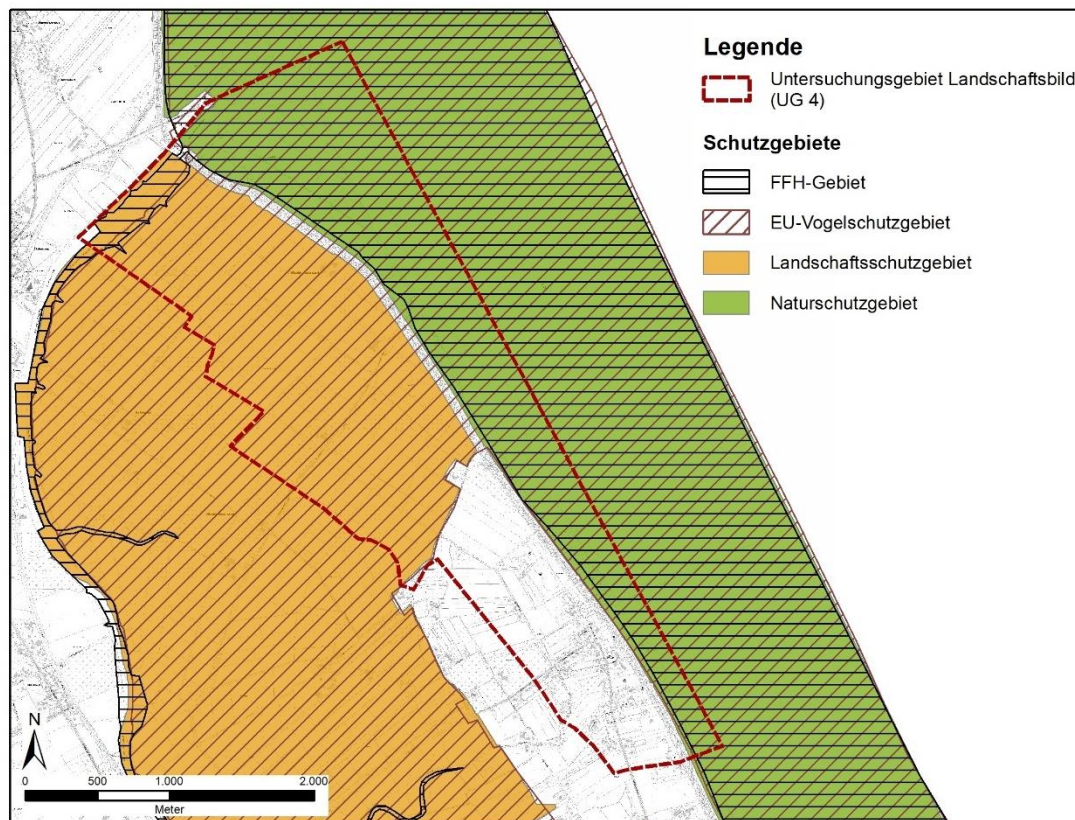 Legende
Untersuchungsgebiet Landschaftsbild
(UG 4)
Schutzgebiete
FFH-Gebiet
EU-Vogelschutzgebiet
Landschaftsschutzgebiet
Naturschutzgebiet
N
0 500 1.000 2.000
Meter